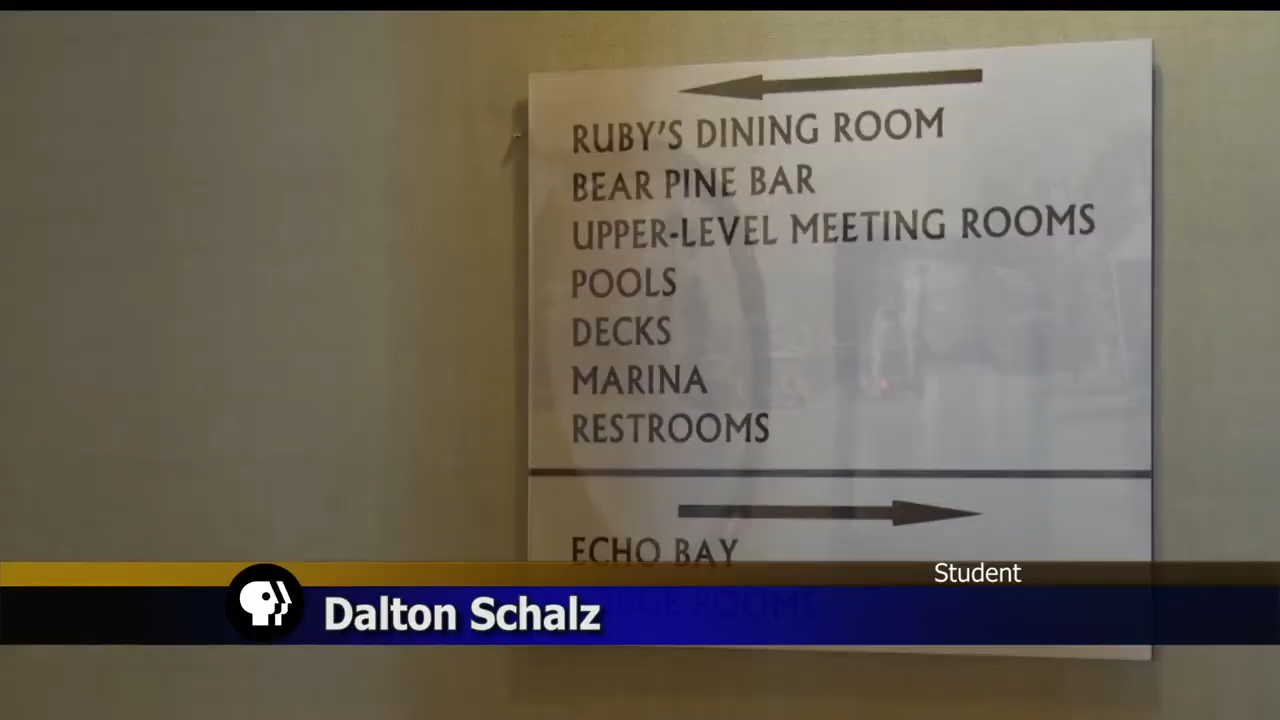 RUBY'S DINING ROOM
BEAR PINE BAR
UPPER-LEVEL MEETING ROOMS
POOLS
DECKS
MARINA
RESTROOMS
ECHO BAY
ROOMS
Student
Dalton Schalz